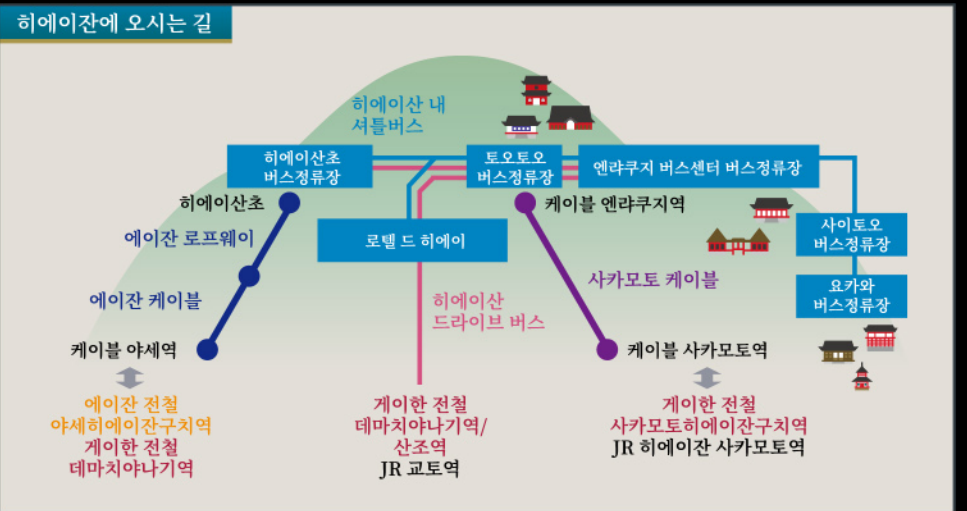 히에이잔에 오시는 길
히에이산 내
셔틀버스
히에이산초
버스정류장
토오토오
버스정류장
엔랴쿠지 버스센터 버스정류장
히에이산초
케이블 엔랴쿠지역
에이잔 로프웨이
로텔 드 히에이
사이토오
버스정류장
에이잔 케이블
히에이산
드라이브 버스
사카모토 케이블
요카와
버스정류장
케이블 야세역
케이블 사카모토역
에이잔 전철
야세히에이잔구치역
게이한 전철
데마치야나기역
게이한 전철
데마치야나기역/
산조역
JR 교토역
게이한 전철
사카모토히에이잔구치역
JR 히에이잔 사카모토역